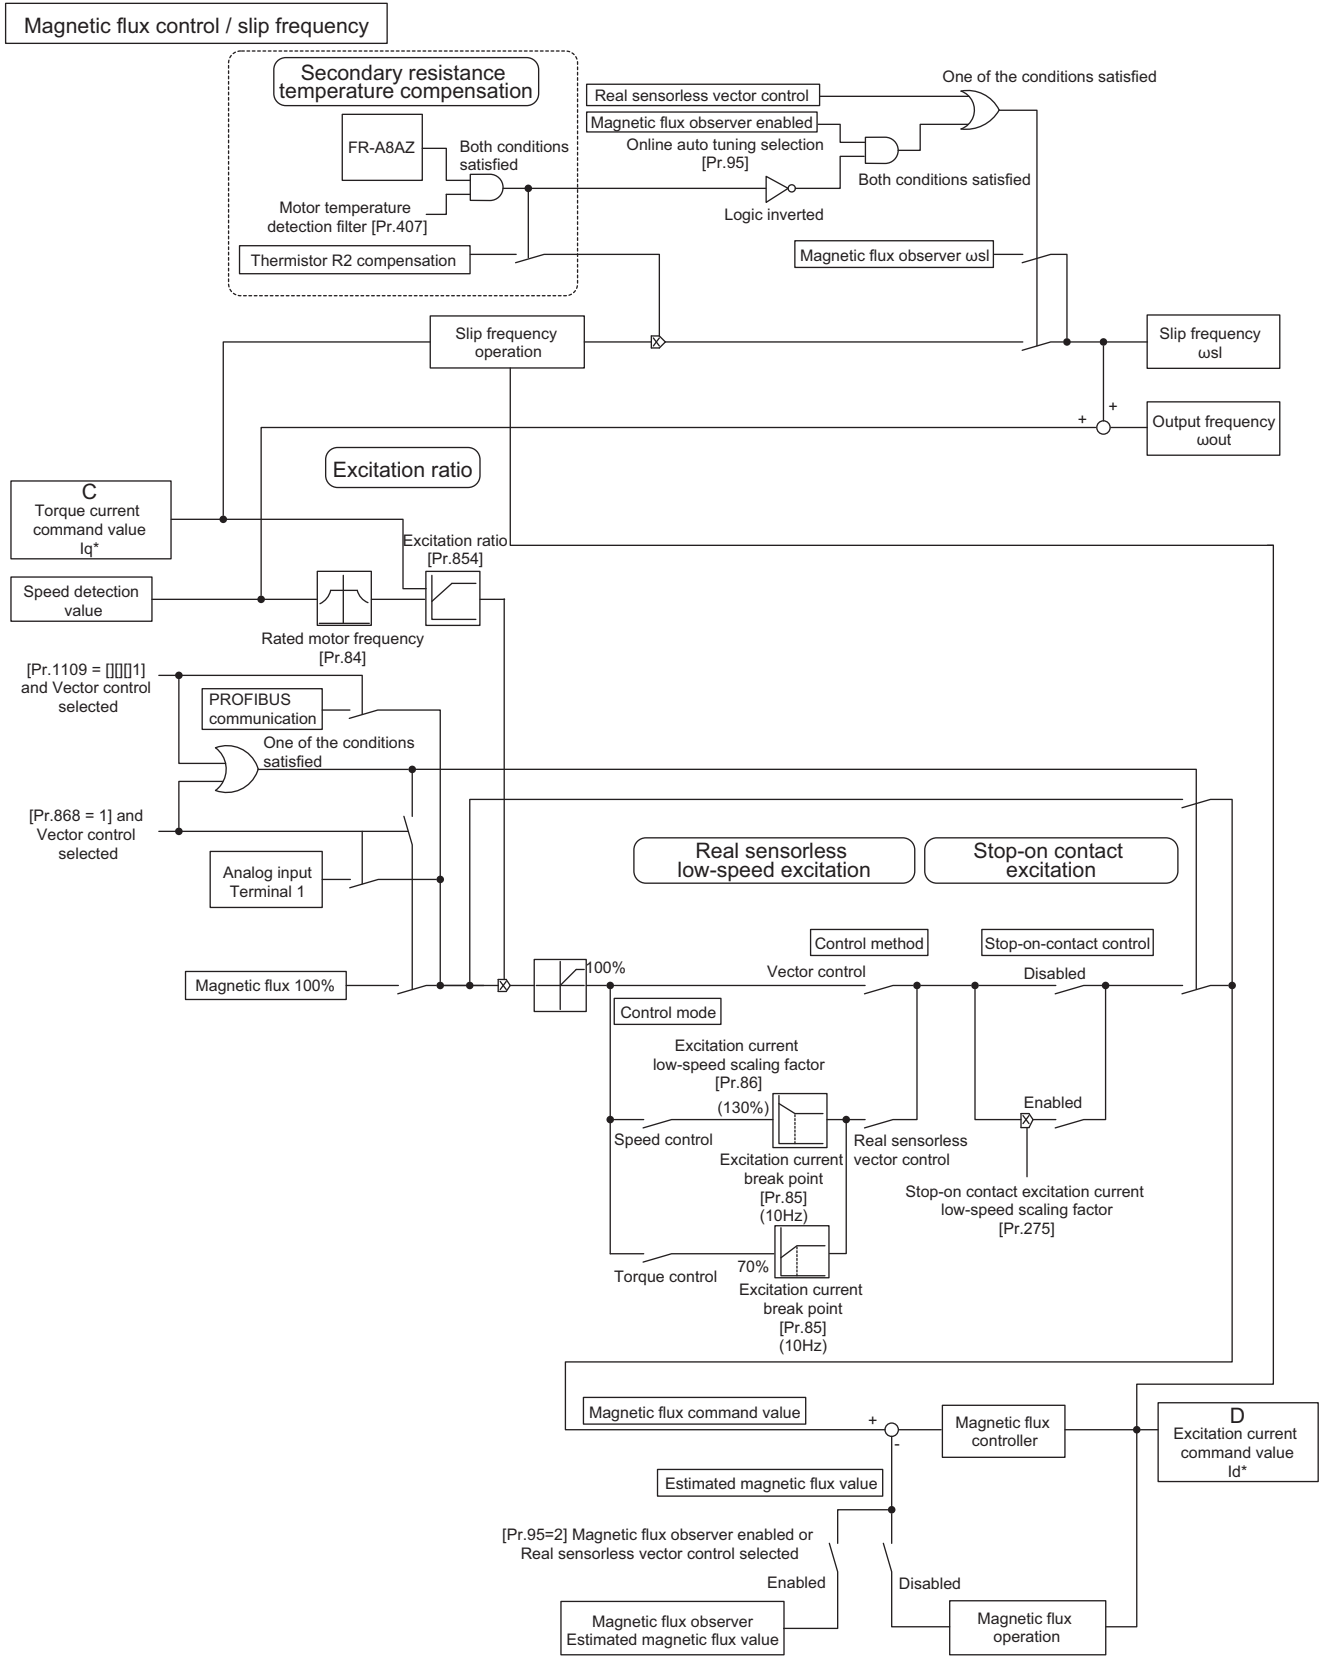 Magnetic flux control / slip frequency
Secondary resistance
temperature compensation
FR-A8AZ
Both conditions
satisfied
Motor temperature
detection filter [Pr.407]
Thermistor R2 compensation
One of the conditions satisfied
Real sensorless vector control
Magnetic flux observer enabled
Online auto tuning selection
[Pr.95]
Both conditions satisfied
Logic inverted
Magnetic flux observer ωsl
Slip frequency
operation
X
Slip frequency
ωsl
+
+
Output frequency
ωout
Excitation ratio
C
Torque current
command value
Iq*
Excitation ratio
[Pr.854]
Speed detection
value
Rated motor frequency
[Pr.84]
[Pr.1109 = [][][]1]
and Vector control
selected
PROFIBUS
communication
One of the conditions
satisfied
[Pr.868 = 1] and
Vector control
selected
Analog input
Terminal 1
Real sensorless
low-speed excitation
Stop-on contact
excitation
Control method
Stop-on-contact control
Magnetic flux 100%
X
100%
Vector control
Disabled
Control mode
Excitation current
low-speed scaling factor
[Pr.86]
(130%)
Speed control
Excitation current
break point
[Pr.85]
(10Hz)
Real sensorless
vector control
Enabled
X
Stop-on contact excitation current
low-speed scaling factor
[Pr.275]
70%
Torque control
Excitation current
break point
[Pr.85]
(10Hz)
Magnetic flux command value
+
-
Magnetic flux
controller
D
Excitation current
command value
Id*
Estimated magnetic flux value
[Pr.95=2] Magnetic flux observer enabled or
Real sensorless vector control selected
Enabled
Disabled
Magnetic flux observer
Estimated magnetic flux value
Magnetic flux
operation